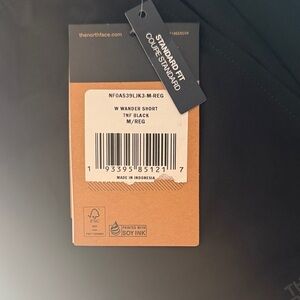 thenorthface.com
STANDARD FIT
COUPE STANDARD
NF0A539LJK3-M-REG
W WANDER SHORT
TNF BLACK
M/REG
1 93395 85121 7
MADE IN INDONESIA
FSC
PRINTED WITH
SOY INK